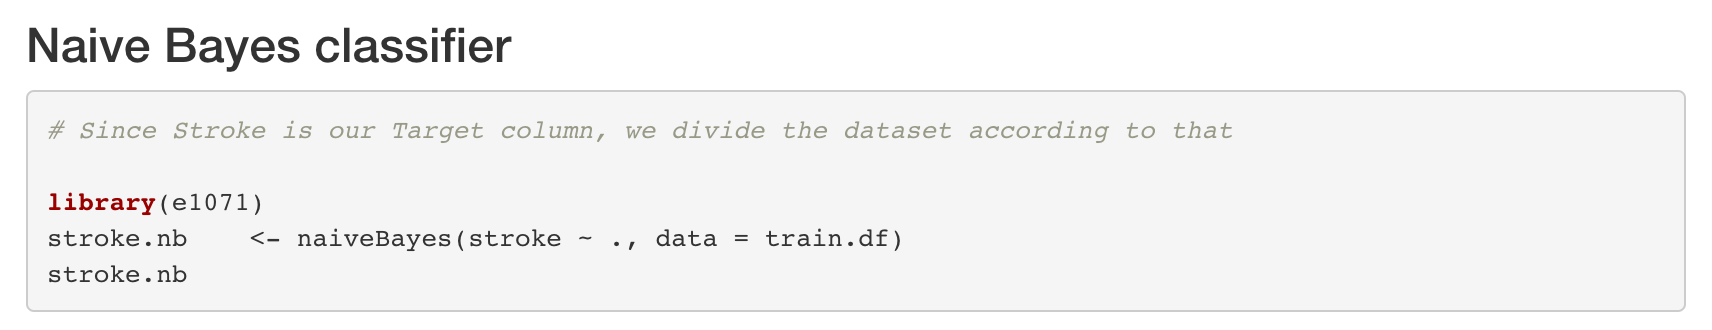 Naive Bayes classifier
# Since Stroke is our Target column, we divide the dataset according to that
library(e1071)
stroke.nb    <- naiveBayes(stroke ~ ., data = train.df)
stroke.nb